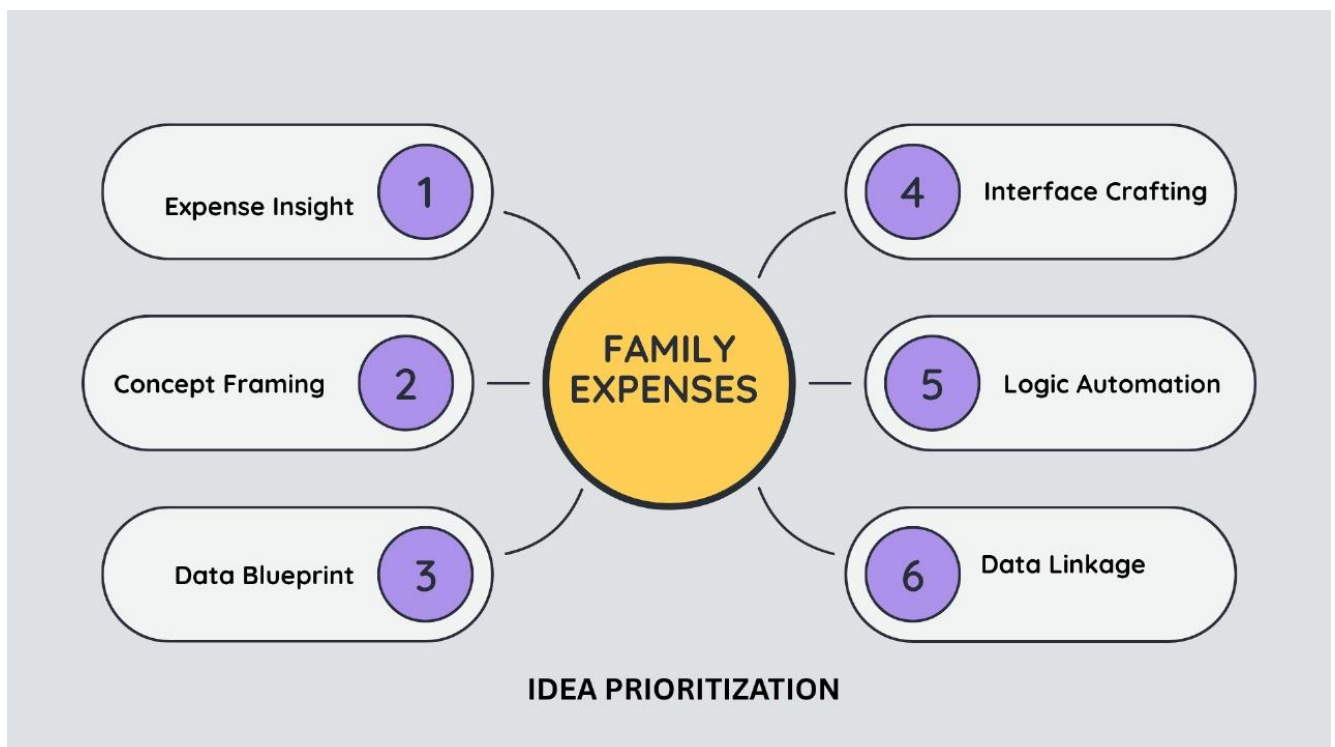 Expense Insight
1
Concept Framing
2
Data Blueprint
3
FAMILY
EXPENSES
4
Interface Crafting
5
Logic Automation
6
Data Linkage
IDEA PRIORITIZATION